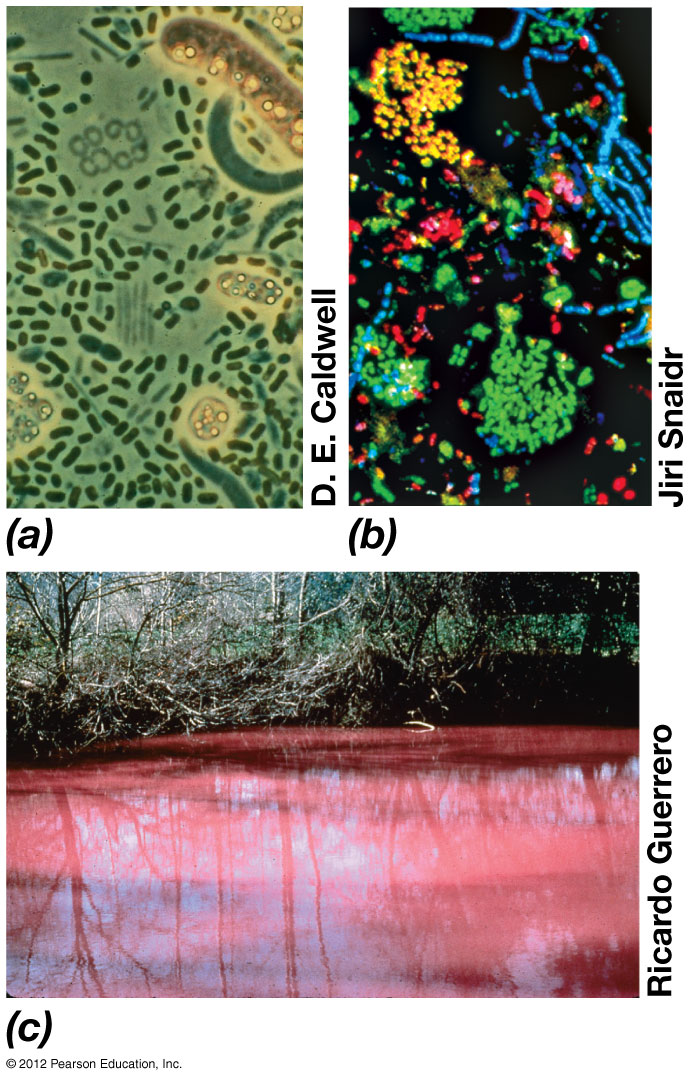 D. E. Caldwell
Jiri Snaidr
(a)
(b)
Ricardo Guerrero
(c)
© 2012 Pearson Education, Inc.